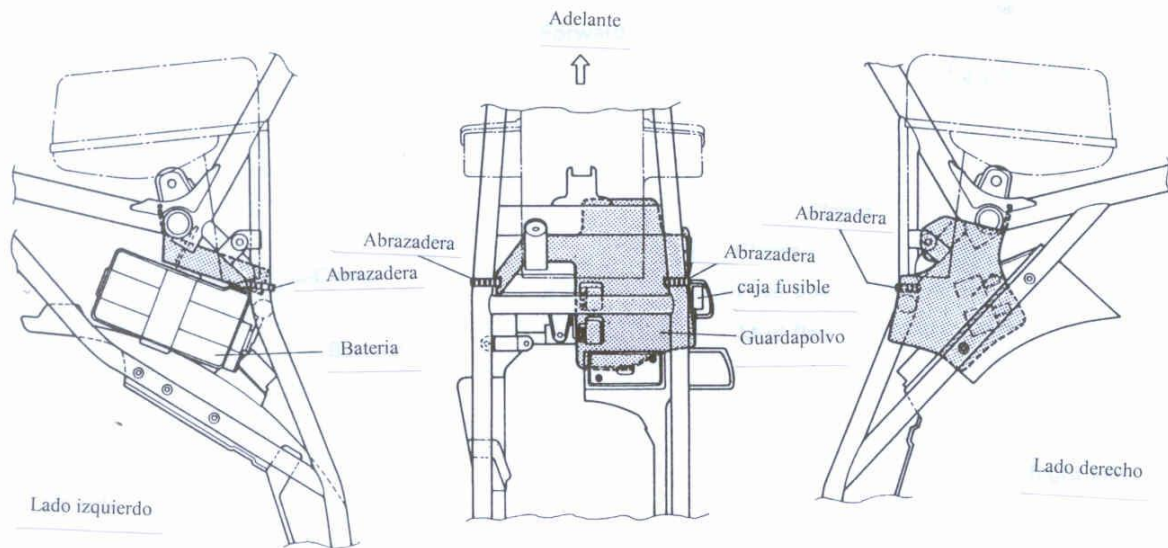 Adelante
Abrazadera
Abrazadera
Bateria
Lado izquierdo
Abrazadera
caja fusible
Guardapolvo
Abrazadera
Lado derecho